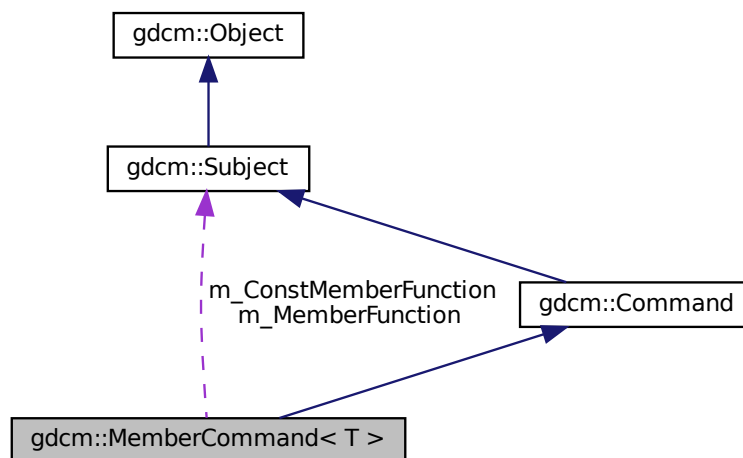 gdcm::Object
gdcm::Subject
m_ConstMemberFunction
m_MemberFunction
gdcm::Command
gdcm::MemberCommand< T >